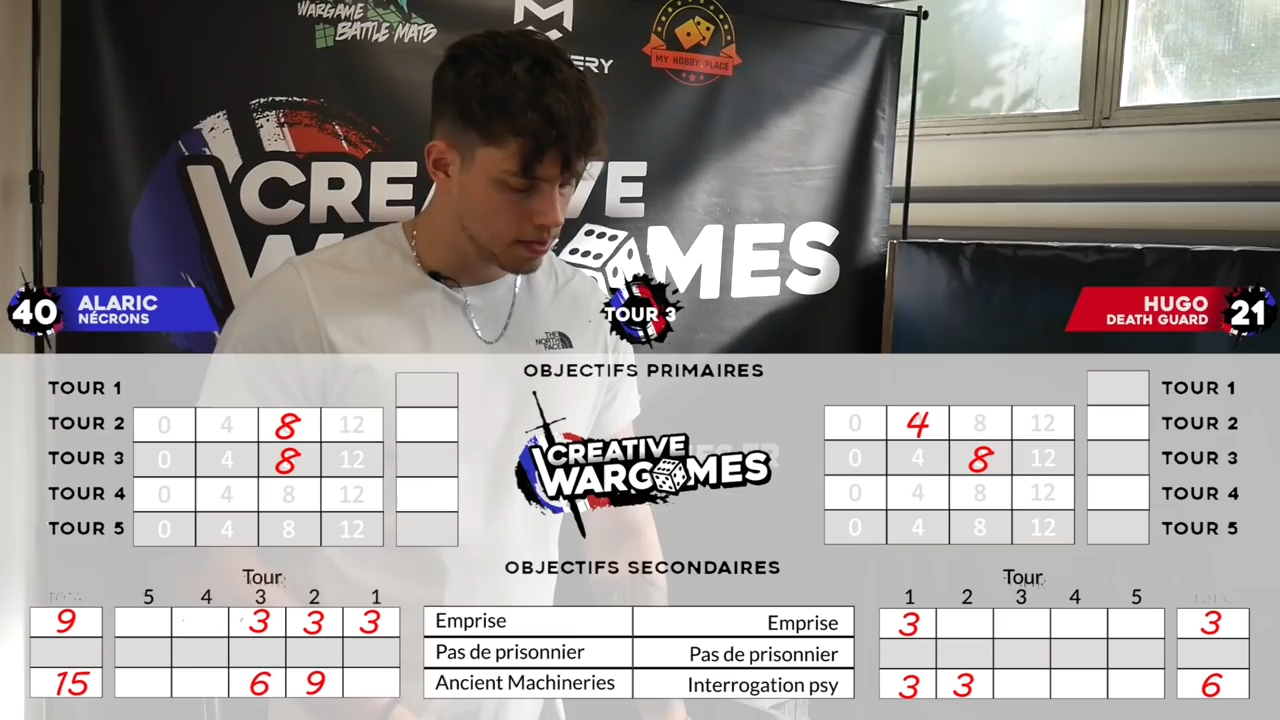 WARGAME
BATTLE MATS
ERY
MY HOBBY PLACE
CREATIVE
WARGAMES
THE
NORTH
FACE
40
ALARIC
NÉCRONS
TOUR 3
HUGO
DEATH GUARD
21
OBJECTIFS PRIMAIRES
TOUR 1
TOUR 2 0 4 8 12
TOUR 3 0 4 8 12
TOUR 4 0 4 8 12
TOUR 5 0 4 8 12
CREATIVE
WARGAMES
TOUR 1
0 4 8 12 TOUR 2
0 4 8 12 TOUR 3
0 4 8 12 TOUR 4
0 4 8 12 TOUR 5
OBJECTIFS SECONDAIRES
Tour
5 4 3 2 1
9 3 3 3
15 6 9
Emprise Emprise
Pas de prisonnier Pas de prisonnier
Ancient Machineries Interrogation psy
Tour
1 2 3 4 5
3 3
3 3 6